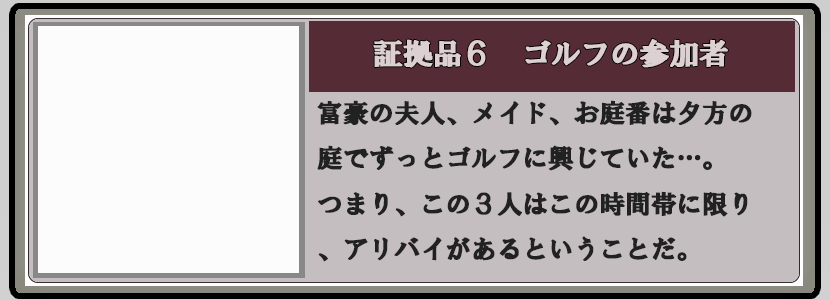 証拠品６　ゴルフの参加者
富豪の夫人、メイド、お庭番は夕方の
庭でずっとゴルフに興じていた…。
つまり、この３人はこの時間帯に限り
、アリバイがあるということだ。